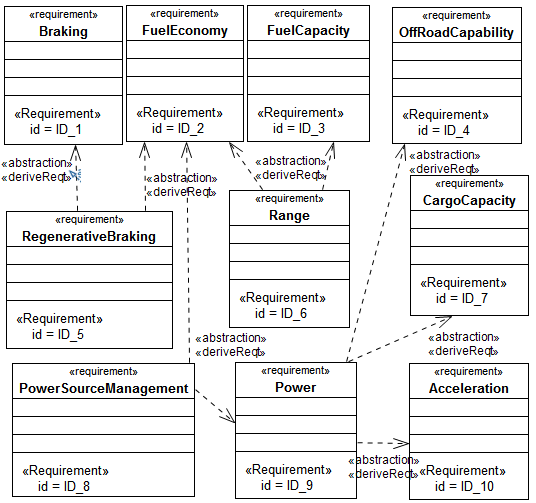 «requirement»
Braking
«Requirement»
id = ID_1
«requirement»
FuelEconomy
«Requirement»
id = ID_2
«requirement»
FuelCapacity
«Requirement»
id = ID_3
«requirement»
OffRoadCapability
«Requirement»
id = ID_4
«abstraction»
«deriveReqt»
«abstraction»
«deriveReqt»
«abstraction»
«deriveReqt»
«abstraction»
«deriveReqt»
«requirement»
RegenerativeBraking
«Requirement»
id = ID_5
«requirement»
Range
«Requirement»
id = ID_6
«requirement»
CargoCapacity
«Requirement»
id = ID_7
«abstraction»
«deriveReqt»
«abstraction»
«deriveReqt»
«requirement»
PowerSourceManagement
«Requirement»
id = ID_8
«requirement»
Power
«Requirement»
id = ID_9
«abstraction»
«deriveReqt»
«requirement»
Acceleration
«Requirement»
id = ID_10